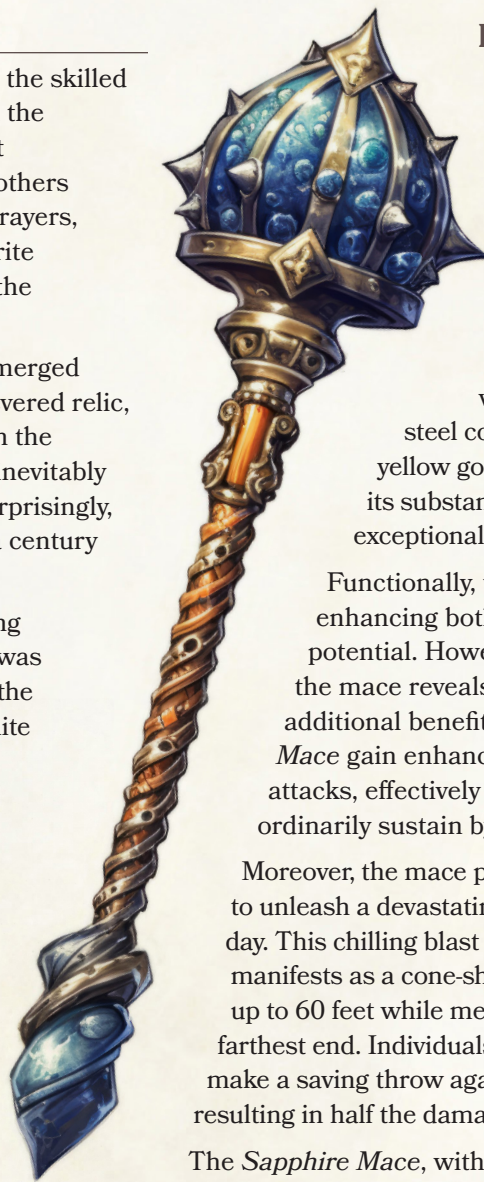 the skilled
the
t
others
rayers,
rite
the
merged
vered relic,
n the
nevitably
rprisingly,
century
ng
was
the
ite
steel co
yellow go
its substan
exceptional
Functionally,
enhancing both
potential. Howe
the mace reveals
additional benefit
Mace gain enhanc
attacks, effectively
ordinarily sustain b
Moreover, the mace p
to unleash a devastatin
day. This chilling blast
manifests as a cone-sh
up to 60 feet while me
farthest end. Individuals
make a saving throw aga
resulting in half the dama
The Sapphire Mace, with